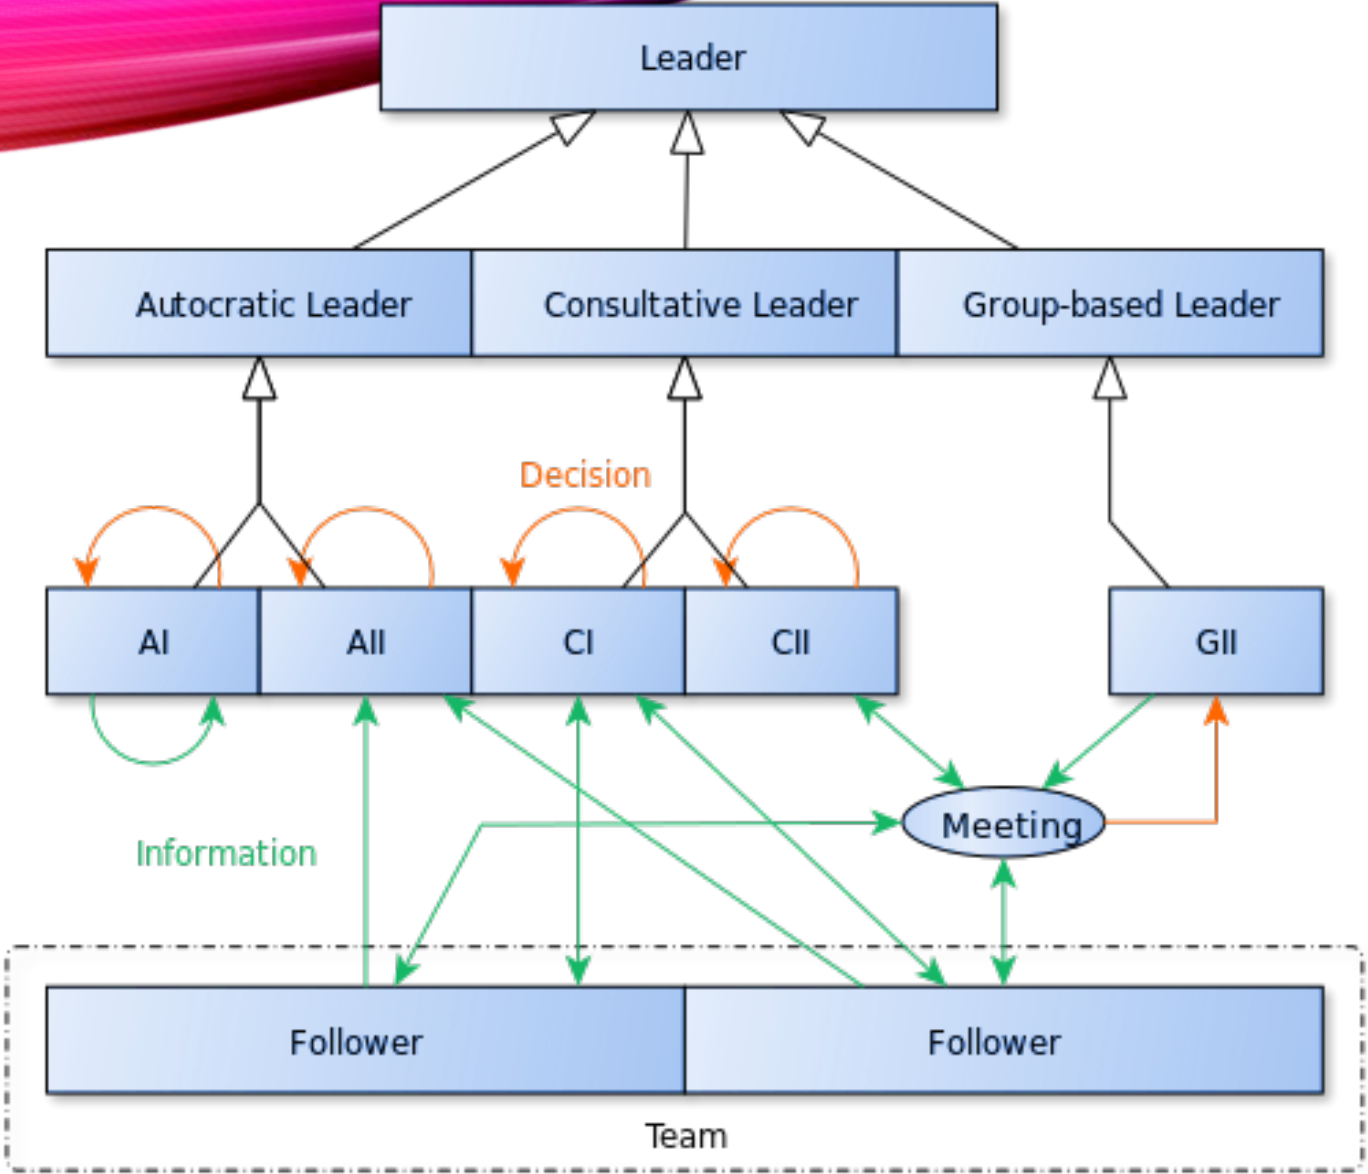 Leader
Autocratic Leader
Consultative Leader
Group-based Leader
Decision
AI
AII
CI
CII
GII
Meeting
Information
Follower
Follower
Team